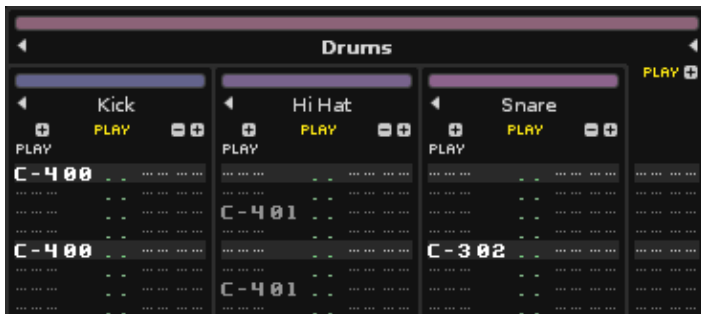 Drums
PLAY
Kick Hi Hat Snare
PLAY PLAY PLAY
PLAY PLAY PLAY
C-400
C-401
C-400 C-302
C-401